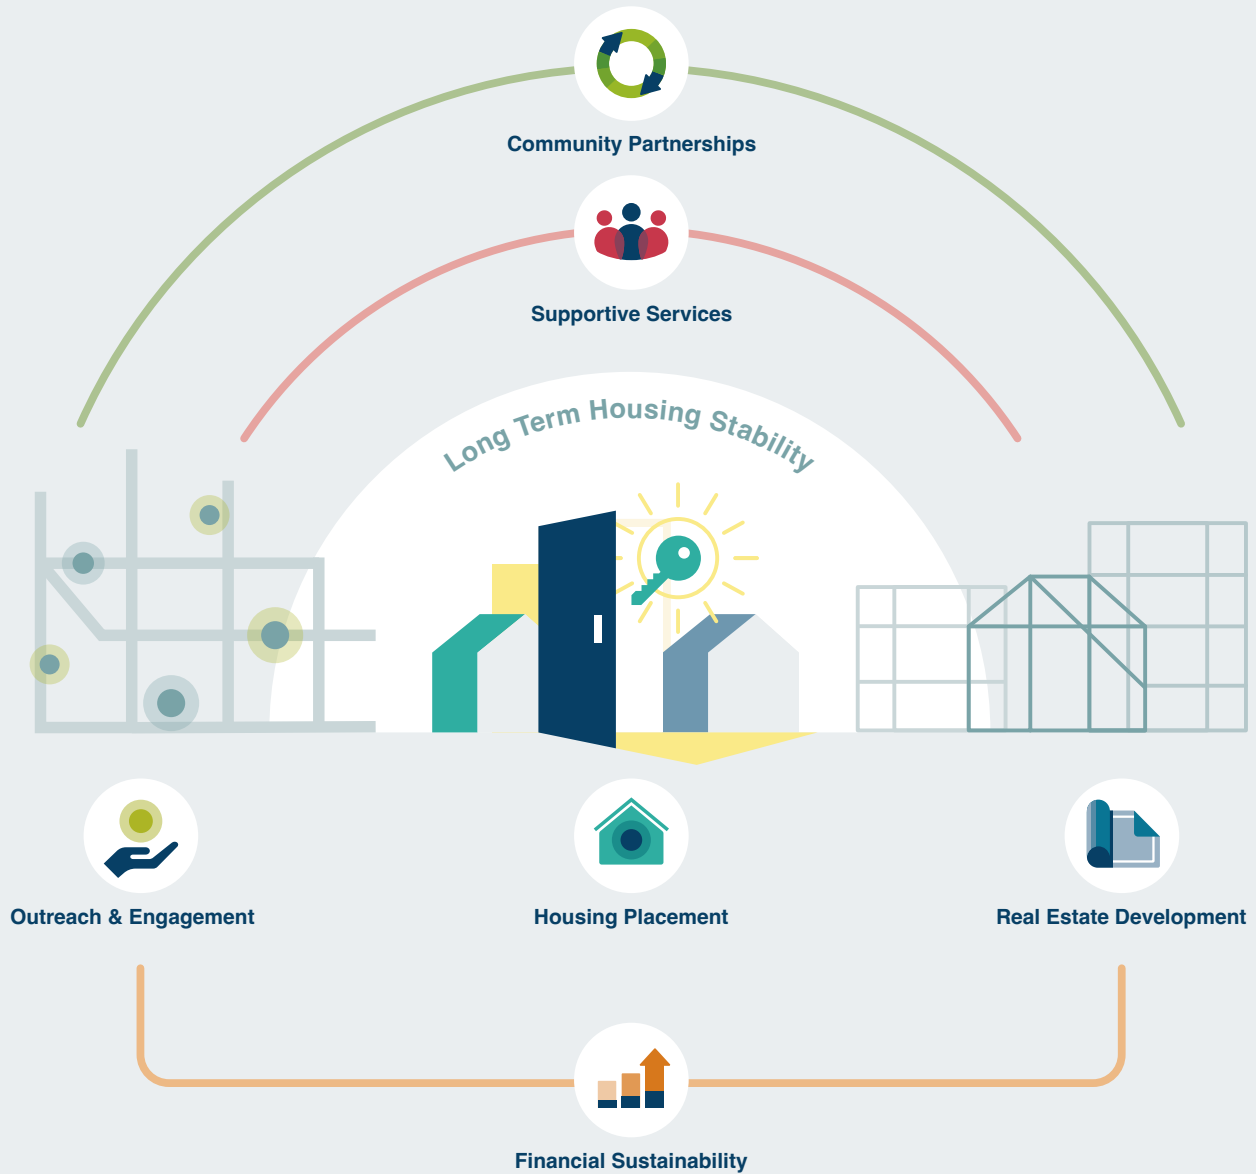 Community Partnerships
Supportive Services
Long Term Housing Stability
Outreach & Engagement
Housing Placement
Real Estate Development
Financial Sustainability